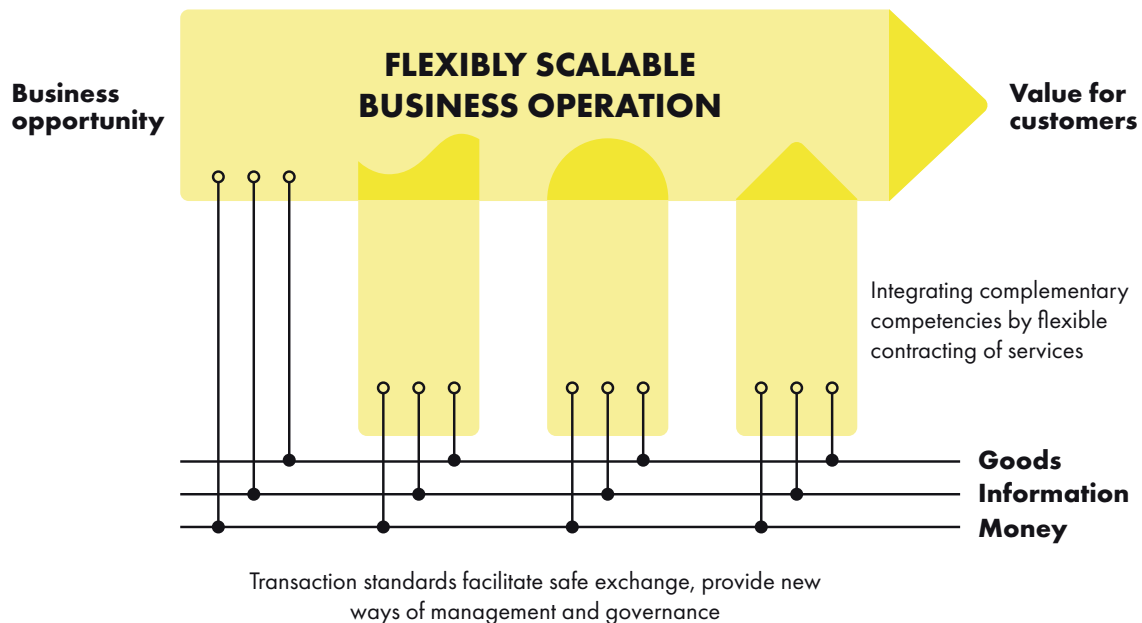 FLEXIBLY SCALABLE
BUSINESS OPERATION
Business
opportunity
Value for
customers
Integrating complementary
competencies by flexible
contracting of services
Goods
Information
Money
Transaction standards facilitate safe exchange, provide new
ways of management and governance